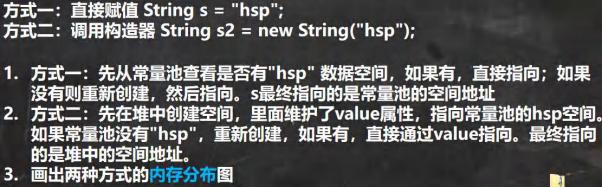 方式一：直接赋值 String s = "hsp";
方式二：调用构造器 String s2 = new String("hsp");
1. 方式一：先从常量池查看是否有"hsp" 数据空间，如果有，直接指向；如果
没有则重新创建，然后指向。s最终指向的是常量池的空间地址
2. 方式二：先在堆中创建空间，里面维护了value属性，指向常量池的hsp空间。
如果常量池没有"hsp"，重新创建，如果有，直接通过value指向。最终指向
的是堆中的空间地址。
3. 画出两种方式的内存分布图